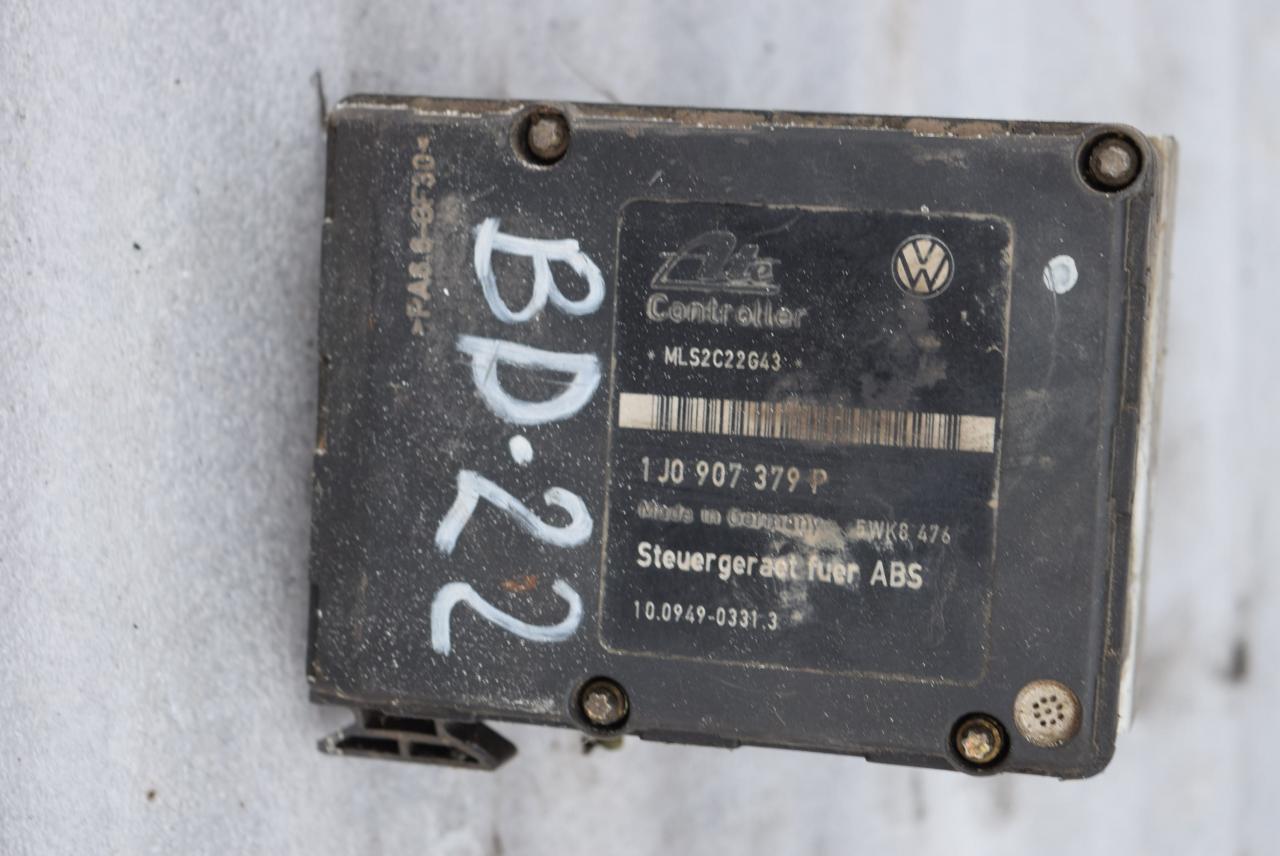 >PA6.6-GF30<
BD.22
Ate
Controller
* MLS2C22G43 *
1J0 907 379 P
Made in Germany 5WK8 476
Steuergeraet fuer ABS
10.0949-0331.3